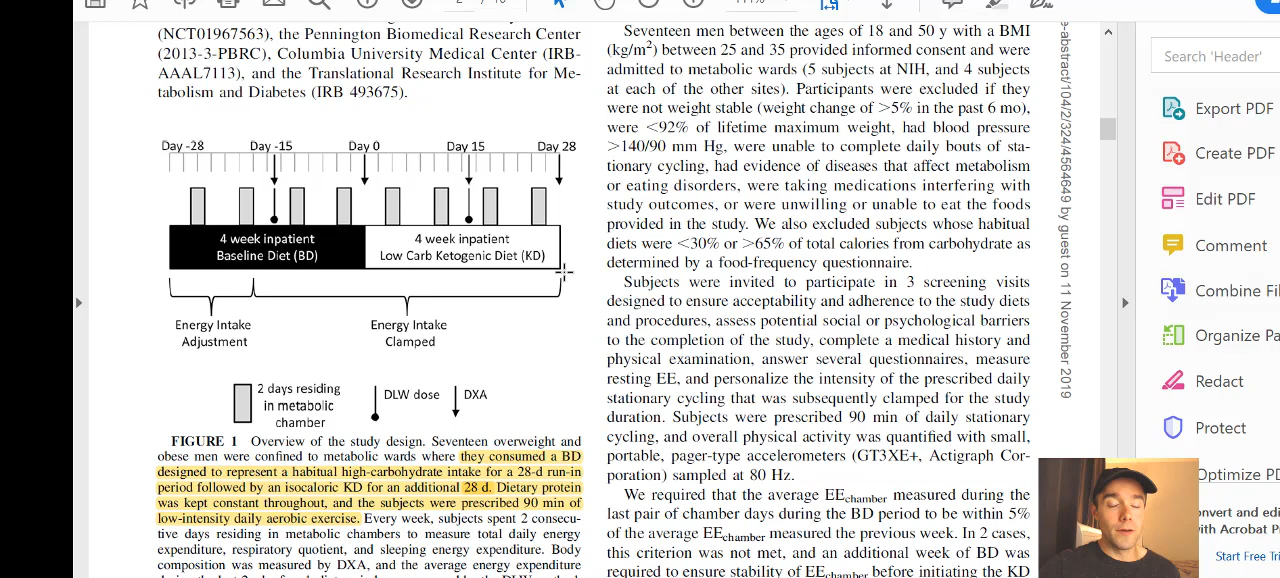 (NCT01967563), the Pennington Biomedical Research Center
(2013-3-PBRC), Columbia University Medical Center (IRB-
AAAL7113), and the Translational Research Institute for Me-
tabolism and Diabetes (IRB 493675).
Day -28
Day -15
Day 0
Day 15
Day 28
4 week inpatient
Baseline Diet (BD)
4 week inpatient
Low Carb Ketogenic Diet (KD)
Energy Intake
Adjustment
Energy Intake
Clamped
2 days residing
in metabolic
chamber
DLW dose
DXA
FIGURE 1 Overview of the study design. Seventeen overweight and
obese men were confined to metabolic wards where they consumed a BD
designed to represent a habitual high-carbohydrate intake for a 28-d run-in
period followed by an isocaloric KD for an additional 28 d. Dietary protein
was kept constant throughout, and the subjects were prescribed 90 min of
low-intensity daily aerobic exercise. Every week, subjects spent 2 consecu-
tive days residing in metabolic chambers to measure total daily energy
expenditure, respiratory quotient, and sleeping energy expenditure. Body
composition was measured by DXA, and the average energy expenditure
Seventeen men between the ages of 18 and 50 y with a BMI
(kg/m²) between 25 and 35 provided informed consent and were
admitted to metabolic wards (5 subjects at NIH, and 4 subjects
at each of the other sites). Participants were excluded if they
were not weight stable (weight change of >5% in the past 6 mo),
were <92% of lifetime maximum weight, had blood pressure
>140/90 mm Hg, were unable to complete daily bouts of sta-
tionary cycling, had evidence of diseases that affect metabolism
or eating disorders, were taking medications interfering with
study outcomes, or were unwilling or unable to eat the foods
provided in the study. We also excluded subjects whose habitual
diets were <30% or >65% of total calories from carbohydrate as
determined by a food-frequency questionnaire.
Subjects were invited to participate in 3 screening visits
designed to ensure acceptability and adherence to the study diets
and procedures, assess potential social or psychological barriers
to the completion of the study, complete a medical history and
physical examination, answer several questionnaires, measure
resting EE, and personalize the intensity of the prescribed daily
stationary cycling that was subsequently clamped for the study
duration. Subjects were prescribed 90 min of daily stationary
cycling, and overall physical activity was quantified with small,
portable, pager-type accelerometers (GT3XE+, Actigraph Cor-
poration) sampled at 80 Hz.
We required that the average EEchamber measured during the
last pair of chamber days during the BD period to be within 5%
of the average EEchamber measured the previous week. In 2 cases,
this criterion was not met, and an additional week of BD was
required to ensure stability of EEchamber before initiating the KD
e-abstract/104/2/324/4564649 by guest on 11 November 2019
Search 'Header'
Export PDF
Create PDF
Edit PDF
Comment
Combine Fil
Organize Pa
Redact
Protect
Optimize PD
nvert and edi
with Acrobat P
Start Free Tri